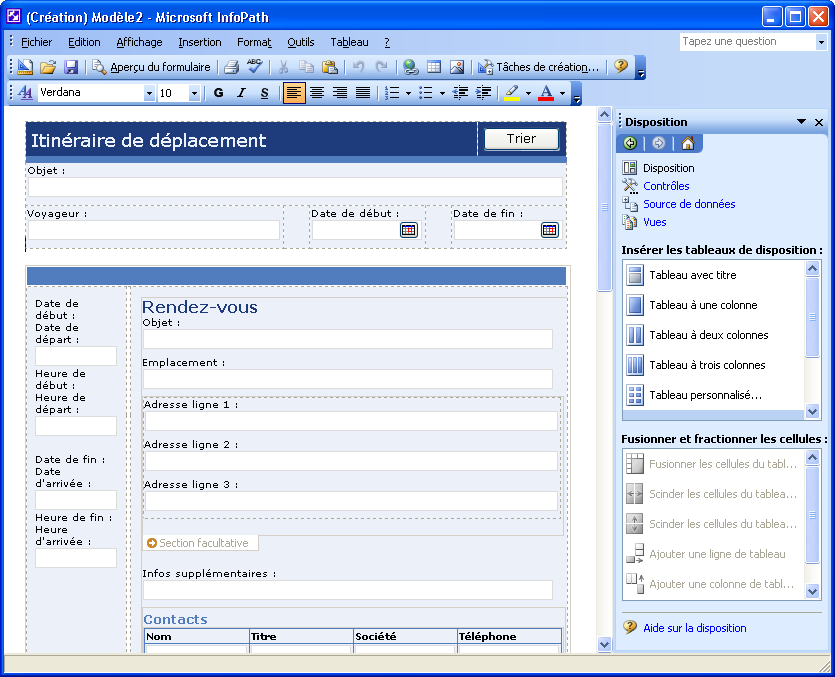 (Création) Modèle2 - Microsoft InfoPath
Fichier Edition Affichage Insertion Format Outils Tableau ? Tapez une question
Aperçu du formulaire ABC Tâches de création...
Verdana 10 G I S A
Itinéraire de déplacement Trier
Objet :
Voyageur : Date de début : Date de fin :
Date de
début :
Date de
départ :
Heure de
début :
Heure de
départ :
Date de fin :
Date
d'arrivée :
Heure de fin :
Heure
d'arrivée :
Rendez-vous
Objet :
Emplacement :
Adresse ligne 1 :
Adresse ligne 2 :
Adresse ligne 3 :
Section facultative
Infos supplémentaires :
Contacts
Nom Titre Société Téléphone
Disposition
Disposition
Contrôles
Source de données
Vues
Insérer les tableaux de disposition :
Tableau avec titre
Tableau à une colonne
Tableau à deux colonnes
Tableau à trois colonnes
Tableau personnalisé...
Fusionner et fractionner les cellules :
Fusionner les cellules du tabl...
Scinder les cellules du tablea...
Scinder les cellules du tablea...
Ajouter une ligne de tableau
Ajouter une colonne de tabl...
Aide sur la disposition